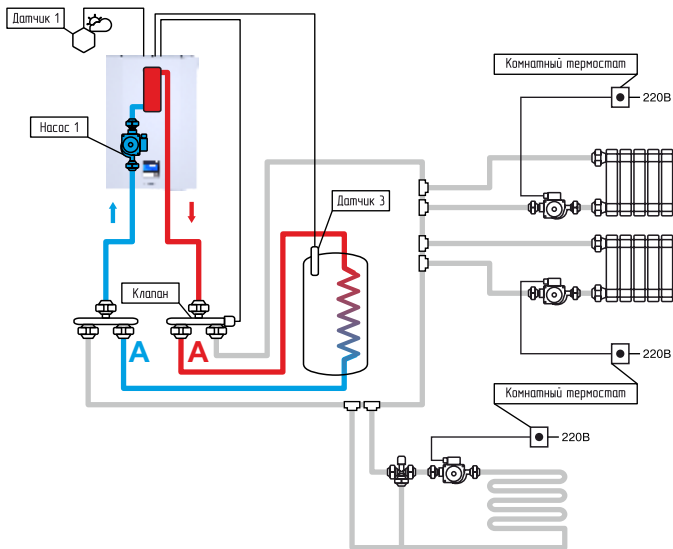 Датчик 1
Комнатный термостат
220В
Насос 1
Датчик 3
Клапан
А
А
220В
Комнатный термостат
220В